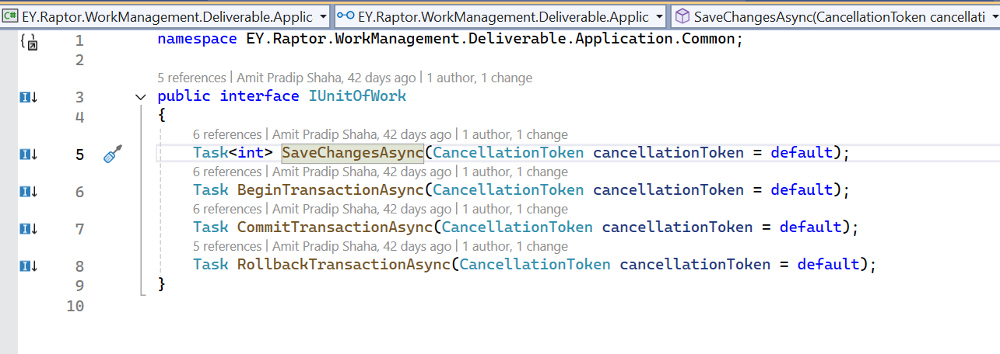 C# EY.Raptor.WorkManagement.Deliverable.Applic
EY.Raptor.WorkManagement.Deliverable.Applic
SaveChangesAsync(CancellationToken cancellati
1 namespace EY.Raptor.WorkManagement.Deliverable.Application.Common;
2
5 references | Amit Pradip Shaha, 42 days ago | 1 author, 1 change
3 public interface IUnitOfWork
4 {
6 references | Amit Pradip Shaha, 42 days ago | 1 author, 1 change
5 Task<int> SaveChangesAsync(CancellationToken cancellationToken = default);
6 references | Amit Pradip Shaha, 42 days ago | 1 author, 1 change
6 Task BeginTransactionAsync(CancellationToken cancellationToken = default);
6 references | Amit Pradip Shaha, 42 days ago | 1 author, 1 change
7 Task CommitTransactionAsync(CancellationToken cancellationToken = default);
5 references | Amit Pradip Shaha, 42 days ago | 1 author, 1 change
8 Task RollbackTransactionAsync(CancellationToken cancellationToken = default);
9 }
10